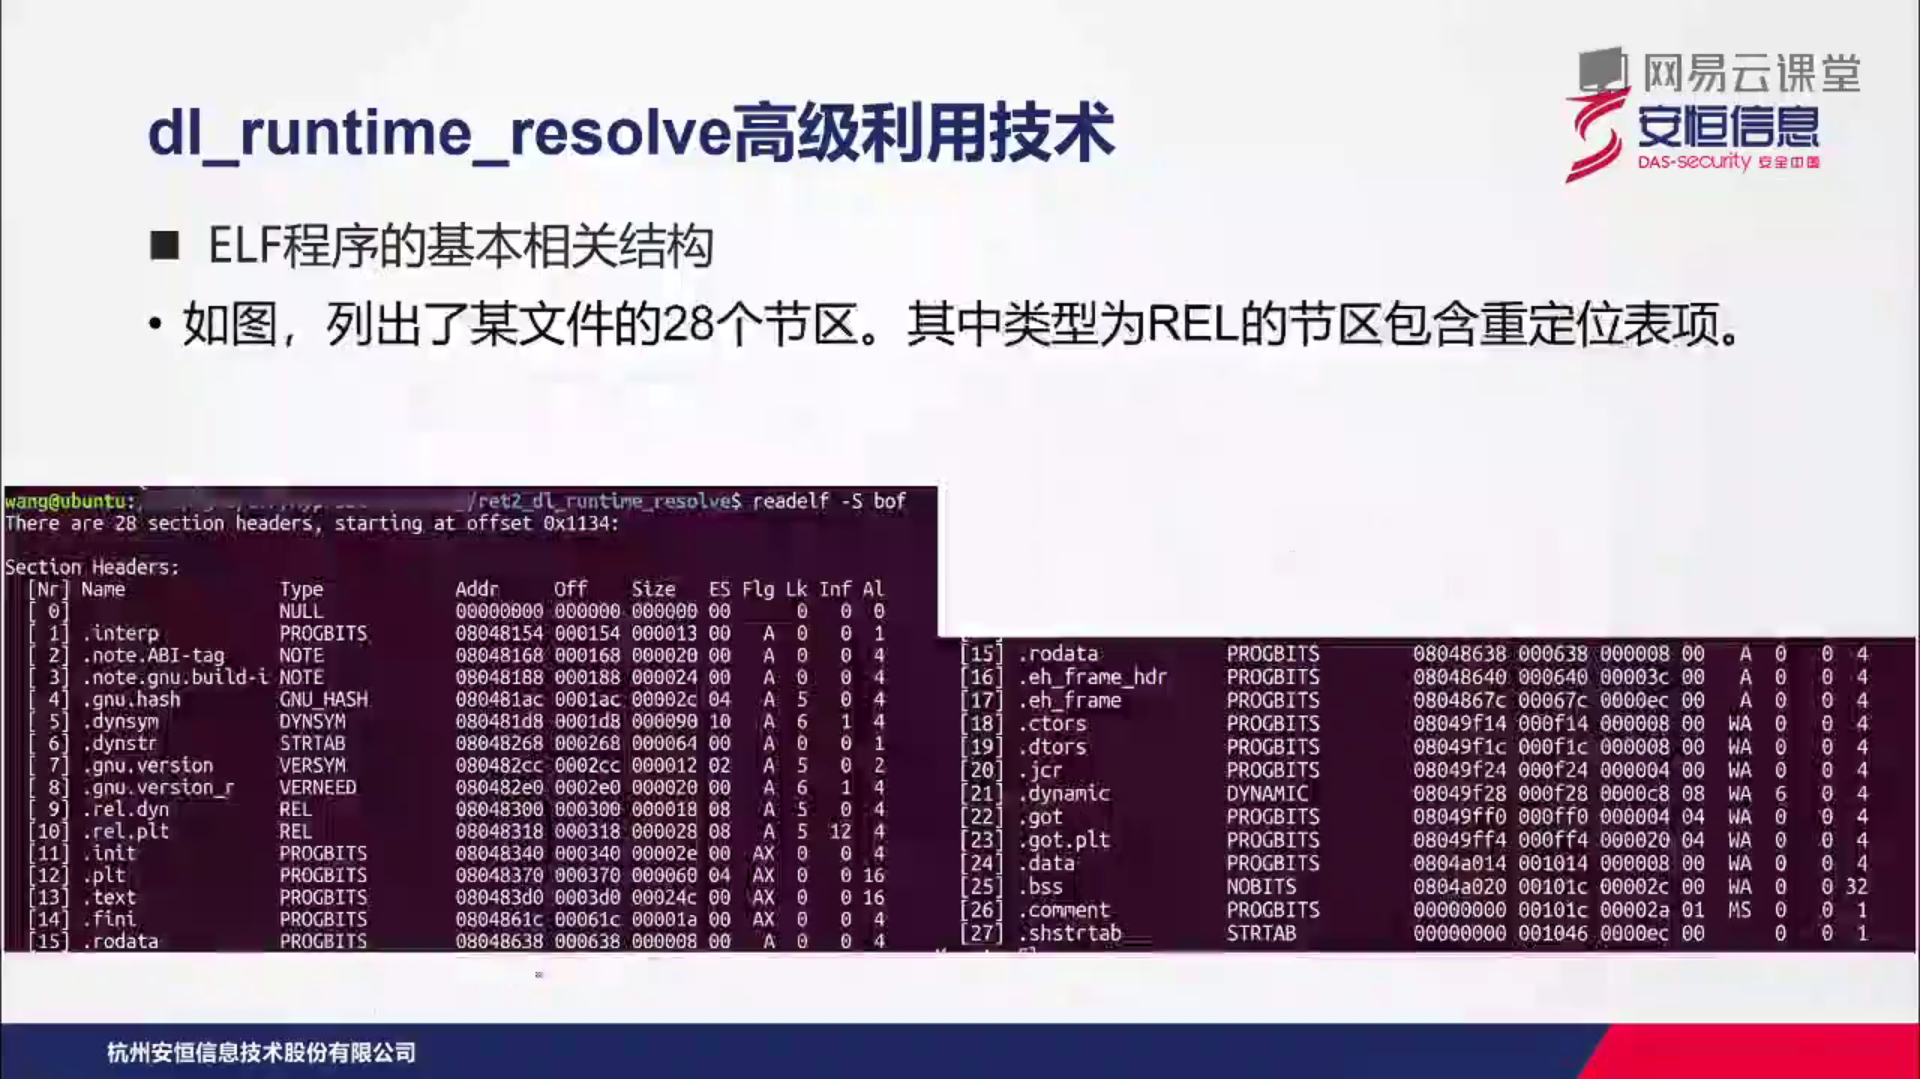 网易云课堂
安恒信息
DAS-security 安全中国
dl_runtime_resolve高级利用技术
■ ELF程序的基本相关结构
• 如图，列出了某文件的28个节区。其中类型为REL的节区包含重定位表项。
wang@ubuntu: /ret2_dl_runtime_resolve$ readelf -S bof
There are 28 section headers, starting at offset 0x1134:
Section Headers:
[Nr] Name Type Addr Off Size ES Flg Lk Inf Al
[ 0] NULL 00000000 000000 000000 00 0 0 0
[ 1] .interp PROGBITS 08048154 000154 000013 00 A 0 0 1
[ 2] .note.ABI-tag NOTE 08048168 000168 000020 00 A 0 0 4
[ 3] .note.gnu.build-i NOTE 08048188 000188 000024 00 A 0 0 4
[ 4] .gnu.hash GNU_HASH 080481ac 0001ac 00002c 04 A 5 0 4
[ 5] .dynsym DYNSYM 080481d8 0001d8 000090 10 A 6 1 4
[ 6] .dynstr STRTAB 08048268 000268 000064 00 A 0 0 1
[ 7] .gnu.version VERSYM 080482cc 0002cc 000012 02 A 5 0 2
[ 8] .gnu.version_r VERNEED 080482e0 0002e0 000020 00 A 6 1 4
[ 9] .rel.dyn REL 08048300 000300 000018 08 A 5 0 4
[10] .rel.plt REL 08048318 000318 000028 08 A 5 12 4
[11] .init PROGBITS 08048340 000340 00002e 00 AX 0 0 4
[12] .plt PROGBITS 08048370 000370 000060 04 AX 0 0 16
[13] .text PROGBITS 080483d0 0003d0 00024c 00 AX 0 0 16
[14] .fini PROGBITS 0804861c 00061c 00001a 00 AX 0 0 4
[15] .rodata PROGBITS 08048638 000638 000008 00 A 0 0 4
[15] .rodata PROGBITS 08048638 000638 000008 00 A 0 0 4
[16] .eh_frame_hdr PROGBITS 08048640 000640 00003c 00 A 0 0 4
[17] .eh_frame PROGBITS 0804867c 00067c 0000ec 00 A 0 0 4
[18] .ctors PROGBITS 08049f14 000f14 000008 00 WA 0 0 4
[19] .dtors PROGBITS 08049f1c 000f1c 000008 00 WA 0 0 4
[20] .jcr PROGBITS 08049f24 000f24 000004 00 WA 0 0 4
[21] .dynamic DYNAMIC 08049f28 000f28 0000c8 08 WA 6 0 4
[22] .got PROGBITS 08049ff0 000ff0 000004 04 WA 0 0 4
[23] .got.plt PROGBITS 08049ff4 000ff4 000020 04 WA 0 0 4
[24] .data PROGBITS 0804a014 001014 000008 00 WA 0 0 4
[25] .bss NOBITS 0804a020 00101c 00002c 00 WA 0 0 32
[26] .comment PROGBITS 00000000 00101c 00002a 01 MS 0 0 1
[27] .shstrtab STRTAB 00000000 001046 0000ec 00 0 0 1
杭州安恒信息技术股份有限公司